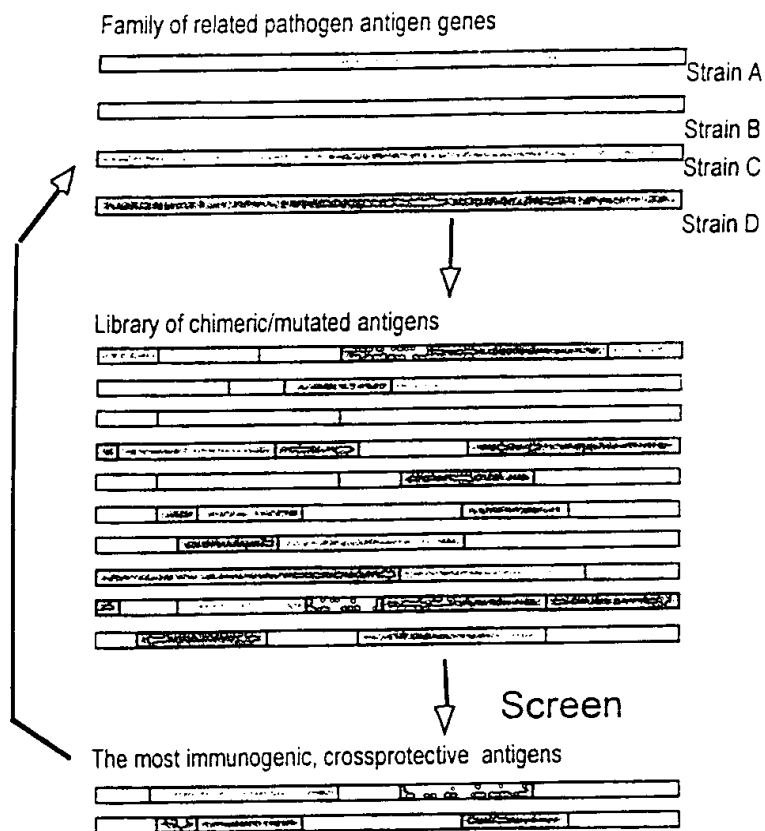 Family of related pathogen antigen genes
Strain A
Strain B
Strain C
Strain D
Library of chimeric/mutated antigens
Screen
The most immunogenic, crossprotective antigens